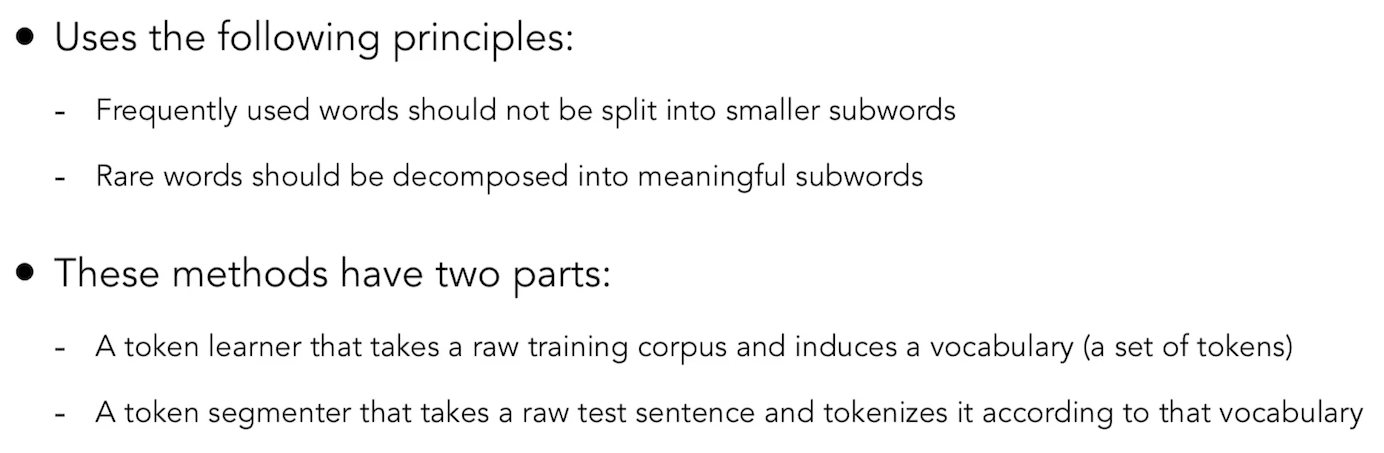 ● Uses the following principles:
- Frequently used words should not be split into smaller subwords
- Rare words should be decomposed into meaningful subwords
● These methods have two parts:
- A token learner that takes a raw training corpus and induces a vocabulary (a set of tokens)
- A token segmenter that takes a raw test sentence and tokenizes it according to that vocabulary